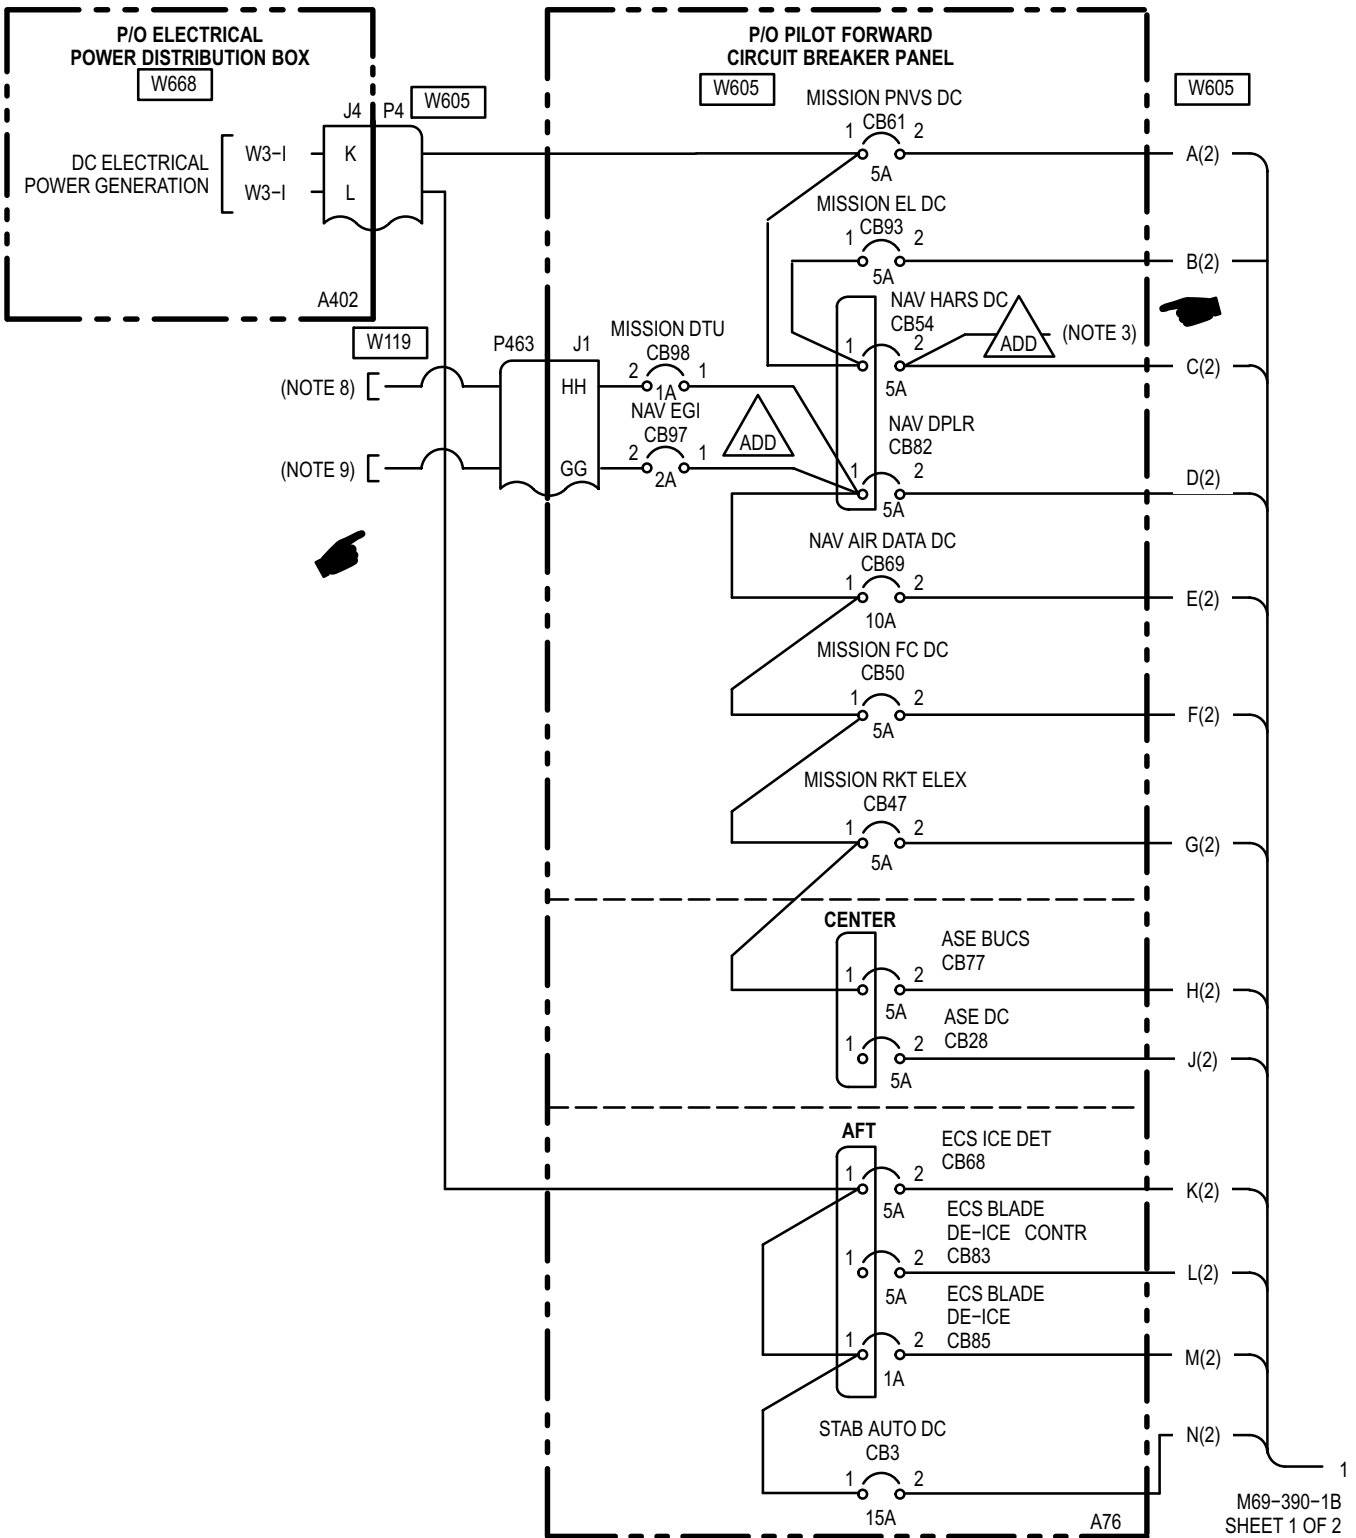 P/O ELECTRICAL
POWER DISTRIBUTION BOX
W668
J4 P4
W605
DC ELECTRICAL
POWER GENERATION
W3−I
K
W3−I
L
A402
P/O PILOT FORWARD
CIRCUIT BREAKER PANEL
W605
W605
MISSION PNVS DC
CB61
1 2
5A
A(2)
MISSION EL DC
CB93
1 2
5A
B(2)
NAV HARS DC
CB54
1 2
5A
ADD
(NOTE 3)
C(2)
W119
P463 J1
MISSION DTU
CB98
2 1
1A
(NOTE 8)
HH
NAV EGI
CB97
2 1
2A
ADD
(NOTE 9)
GG
NAV DPLR
CB82
1 2
5A
D(2)
NAV AIR DATA DC
CB69
1 2
10A
E(2)
MISSION FC DC
CB50
1 2
5A
F(2)
MISSION RKT ELEX
CB47
1 2
5A
G(2)
CENTER
ASE BUCS
CB77
1 2
5A
H(2)
ASE DC
CB28
1 2
5A
J(2)
AFT
ECS ICE DET
CB68
1 2
5A
K(2)
ECS BLADE
DE−ICE CONTR
CB83
1 2
5A
L(2)
ECS BLADE
DE−ICE
CB85
1 2
1A
M(2)
STAB AUTO DC
CB3
1 2
15A
N(2)
A76
1
M69−390−1B
SHEET 1 OF 2